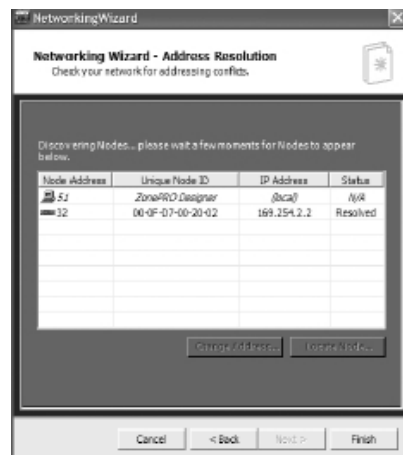 NetworkingWizard
Networking Wizard - Address Resolution
Check your network for addressing conflicts.
Discovering Nodes... please wait a few moments for Nodes to appear
below.
Node Address Unique Node ID IP Address Status
51 ZonePRO Designer (local) N/A
32 00-0F-D7-00-20-02 169.254.2.2 Resolved
Change Address... Locate Node...
Cancel < Back Next > Finish